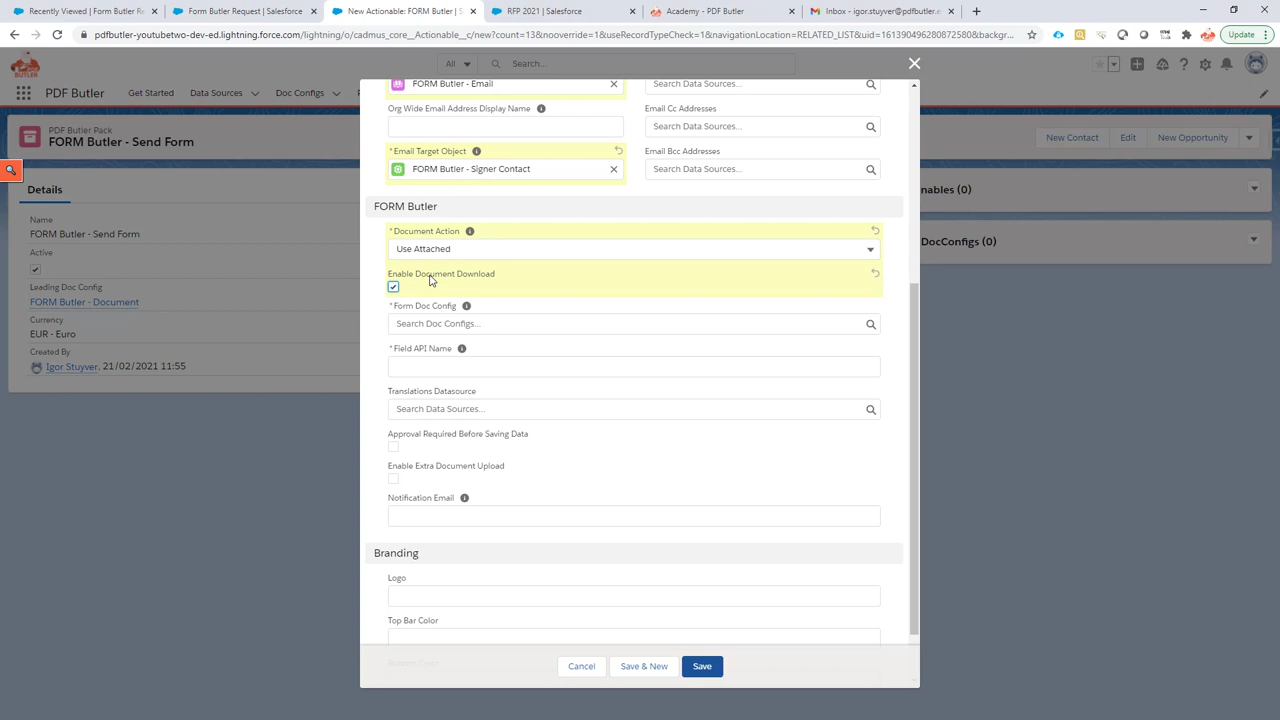 Recently Viewed | Form Butler Re
Form Butler Request | Salesforce
New Actionable: FORM Butler | S
RFP 2021 | Salesforce
Academy - PDF Butler
Inbox - igor.stuyver@pdfbutler.e
pdfbutler-youtubetwo-dev-ed.lightning.force.com/lightning/o/cadmus_core__Actionable__c/new?count=13&nooverride=1&useRecordTypeCheck=1&navigationLocation=RELATED_LIST&uid=161390496280872580&backgr...
Update
BUTLER
All
Search...
PDF Butler
Get Started
Data Sources
Doc Configs
PDF Butler Pack
FORM Butler - Send Form
New Contact
Edit
New Opportunity
Details
Name
FORM Butler - Send Form
Active
Leading Doc Config
FORM Butler - Document
Currency
EUR - Euro
Created By
Igor Stuyver, 21/02/2021 11:55
nables (0)
DocConfigs (0)
FORM Butler - Email
Search Data Sources...
Org Wide Email Address Display Name
Email Cc Addresses
Search Data Sources...
* Email Target Object
Email Bcc Addresses
FORM Butler - Signer Contact
Search Data Sources...
FORM Butler
* Document Action
Use Attached
Enable Document Download
* Form Doc Config
Search Doc Configs...
* Field API Name
Translations Datasource
Search Data Sources...
Approval Required Before Saving Data
Enable Extra Document Upload
Notification Email
Branding
Logo
Top Bar Color
Cancel
Save & New
Save